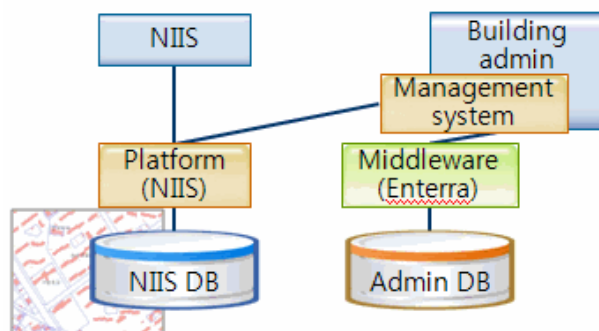 NIIS
Building
admin
Management
system
Platform
(NIIS)
Middleware
(Enterra)
NIIS DB
Admin DB